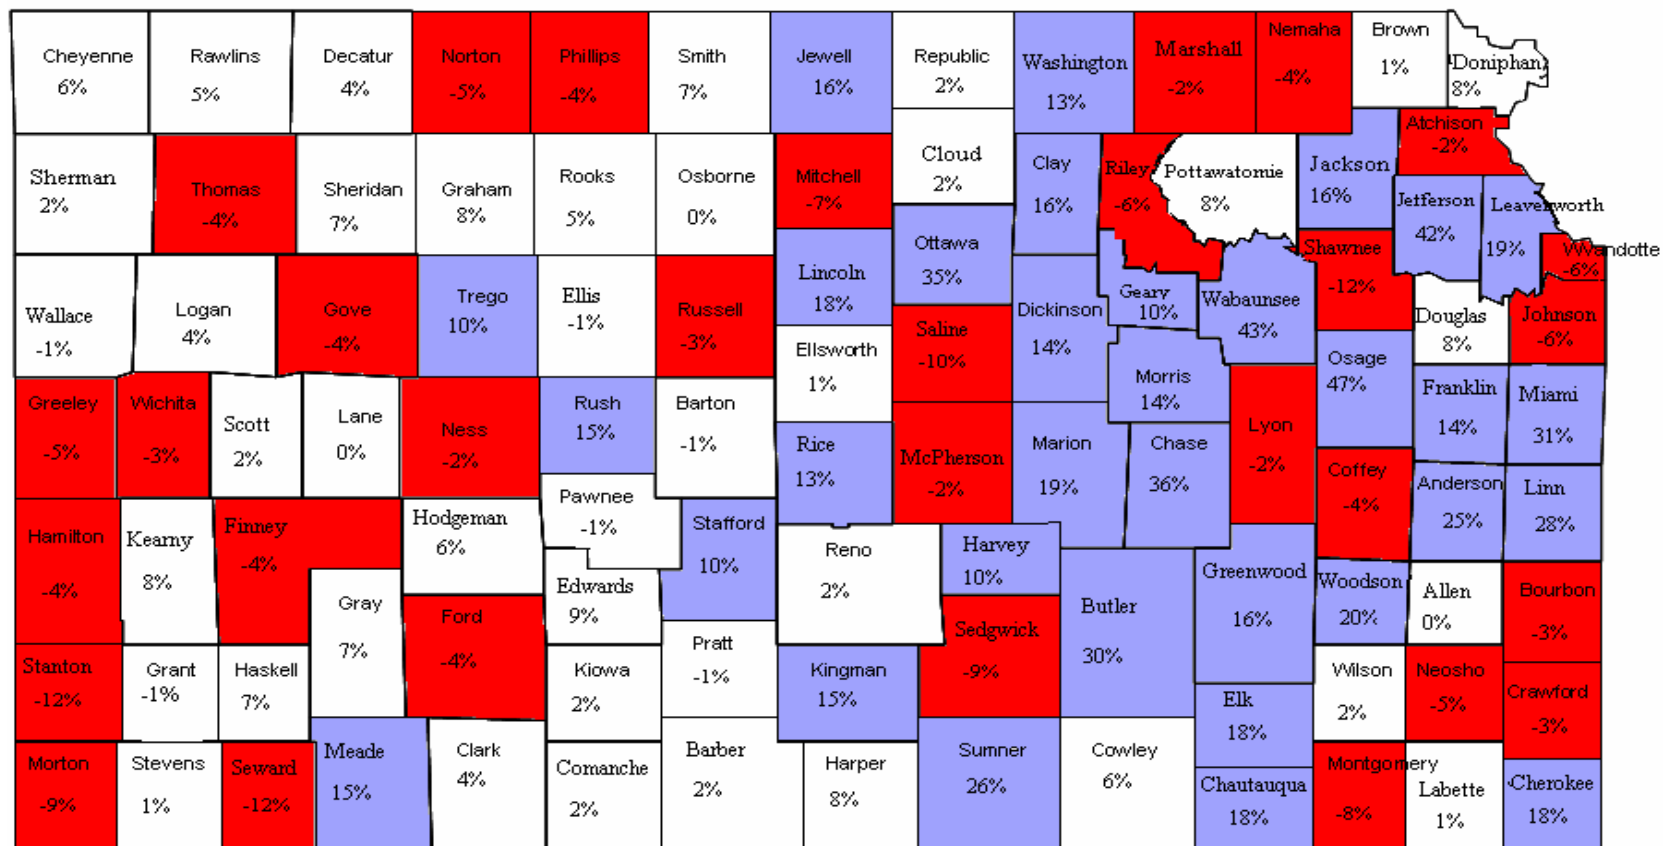 Cheyenne
6%
Rawlins
5%
Decatur
4%
Norton
-5%
Phillips
-4%
Smith
7%
Jewell
16%
Republic
2%
Washington
13%
Marshall
-2%
Nemaha
-4%
Brown
1%
Doniphan
8%
Sherman
2%
Thomas
-4%
Sheridan
7%
Graham
8%
Rooks
5%
Osborne
0%
Mitchell
-7%
Cloud
2%
Clay
16%
Riley
-6%
Pottawatomie
8%
Jackson
16%
Atchison
-2%
Jefferson
42%
Leavenworth
19%
Wyandotte
-6%
Wallace
-1%
Logan
4%
Gove
-4%
Trego
10%
Ellis
-1%
Russell
-3%
Lincoln
18%
Ottawa
35%
Dickinson
14%
Geary
10%
Wabaunsee
43%
Shawnee
-12%
Douglas
8%
Johnson
-6%
Ellsworth
1%
Saline
-10%
Morris
14%
Osage
47%
Franklin
14%
Miami
31%
Greeley
-5%
Wichita
-3%
Scott
2%
Lane
0%
Ness
-2%
Rush
15%
Barton
-1%
Rice
13%
McPherson
-2%
Marion
19%
Chase
36%
Lyon
-2%
Coffey
-4%
Anderson
25%
Linn
28%
Hamilton
-4%
Kearny
8%
Finney
-4%
Hodgeman
6%
Pawnee
-1%
Stafford
10%
Reno
2%
Harvey
10%
Gray
7%
Ford
-4%
Edwards
9%
Sedgwick
-9%
Butler
30%
Greenwood
16%
Woodson
20%
Allen
0%
Bourbon
-3%
Stanton
-12%
Grant
-1%
Haskell
7%
Kiowa
2%
Pratt
-1%
Kingman
15%
Elk
18%
Wilson
2%
Neosho
-5%
Crawford
-3%
Morton
-9%
Stevens
1%
Seward
-12%
Meade
15%
Clark
4%
Comanche
2%
Barber
2%
Harper
8%
Sumner
26%
Cowley
6%
Chautauqua
18%
Montgomery
-8%
Labette
1%
Cherokee
18%